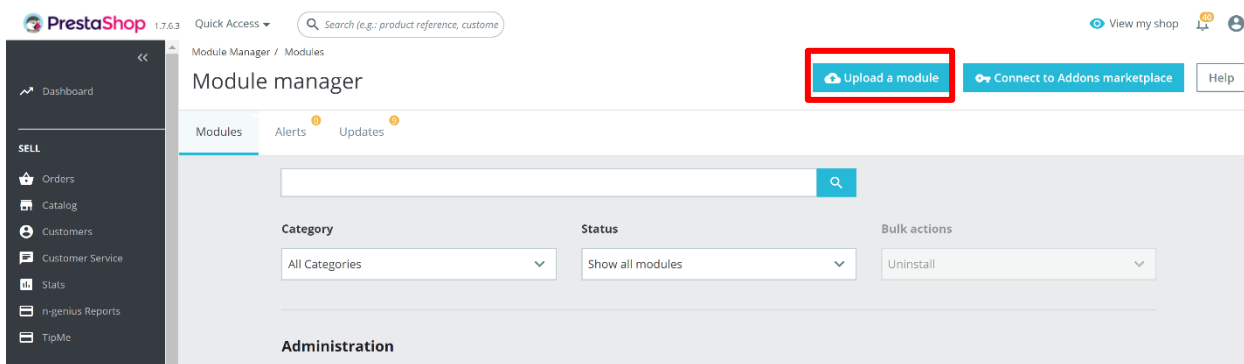 PrestaShop 1.7.6.3 Quick Access Search (e.g.: product reference, custome View my shop 40
Module Manager / Modules
Module manager
Upload a module Connect to Addons marketplace Help
Dashboard
Modules Alerts 0 Updates 9
SELL
Orders
Catalog
Customers
Customer Service
Stats
n-genius Reports
TipMe
Category Status Bulk actions
All Categories Show all modules Uninstall
Administration